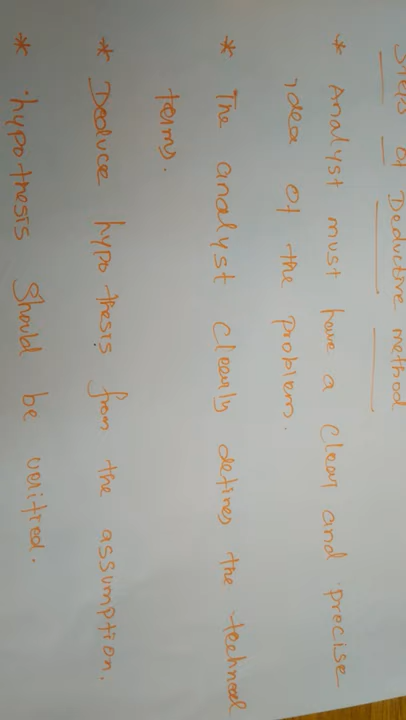 Steps of Deductive method
* Analyst must have a clear and precise
idea of the problem.
* The analyst clearly defines the technical
terms.
* Deduce hypothesis from the assumption.
* hypothesis should be verified.